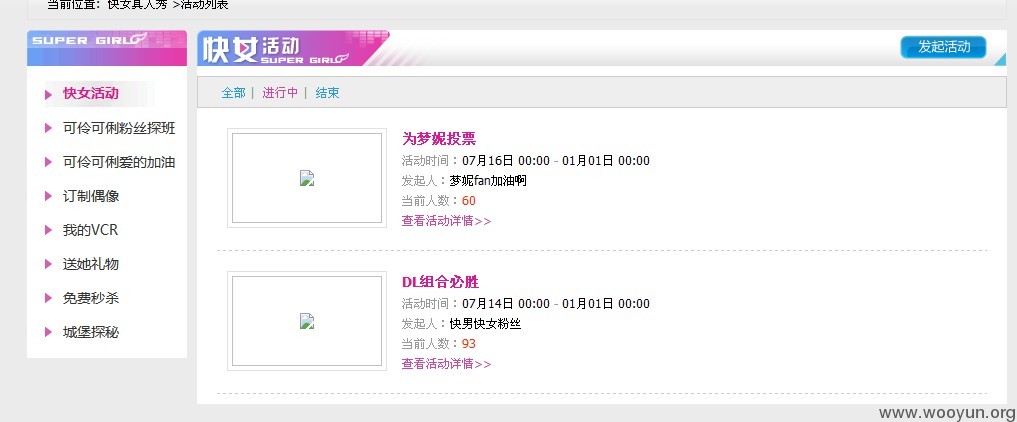 当前位置：快女真人秀 >活动列表
SUPER GIRL
快女活动
SUPER GIRL
发起活动
快女活动
可伶可俐粉丝探班
可伶可俐爱的加油
订制偶像
我的VCR
送她礼物
免费秒杀
城堡探秘
全部 | 进行中 | 结束
为梦妮投票
活动时间：07月16日 00:00 - 01月01日 00:00
发起人：梦妮fan加油啊
当前人数：60
查看活动详情>>
DL组合必胜
活动时间：07月14日 00:00 - 01月01日 00:00
发起人：快男快女粉丝
当前人数：93
查看活动详情>>
www.wooyun.org